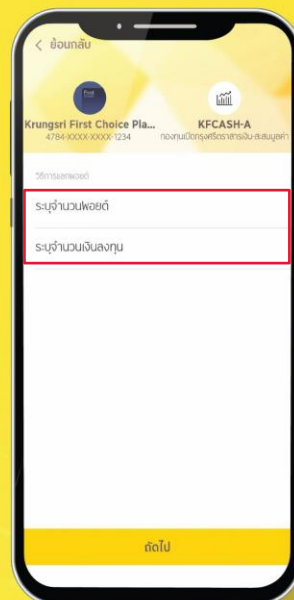 ย้อนกลับ
Krungsri First Choice Pla...
4784-XXXX-XXXX-1234
KFCASH-A
กองทุนเปิดกรุงศรีตราสารเงิน-สะสมมูลค่า
วิธีการแลกพอยต์
ระบุจำนวนพอยต์
ระบุจำนวนเงินลงทุน
ถัดไป